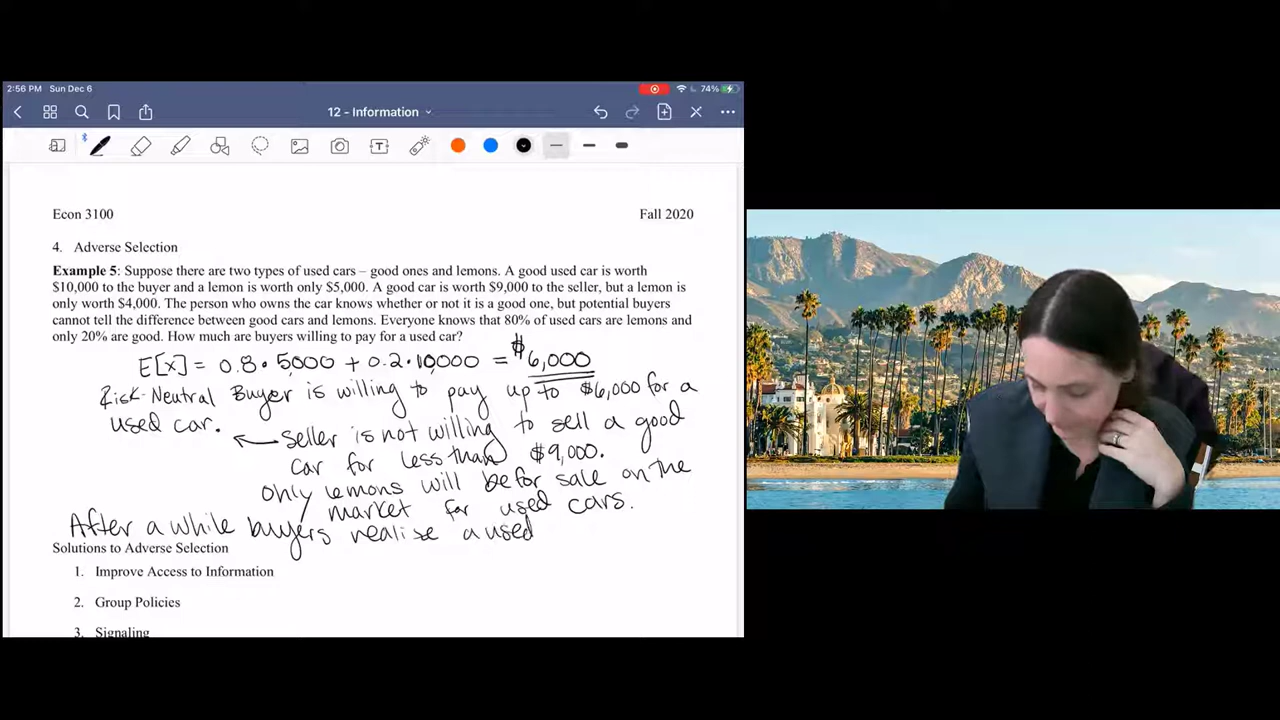 2:56 PM Sun Dec 6
74%
12 - Information
T
Econ 3100
Fall 2020
4. Adverse Selection
Example 5: Suppose there are two types of used cars – good ones and lemons. A good used car is worth
$10,000 to the buyer and a lemon is worth only $5,000. A good car is worth $9,000 to the seller, but a lemon is
only worth $4,000. The person who owns the car knows whether or not it is a good one, but potential buyers
cannot tell the difference between good cars and lemons. Everyone knows that 80% of used cars are lemons and
only 20% are good. How much are buyers willing to pay for a used car?
E[x] = 0.8 • 5,000 + 0.2 • 10,000 = $6,000
Risk-Neutral Buyer is willing to pay up to $6,000 for a
used car.
← Seller is not willing to sell a good
car for less than $9,000.
Only lemons will be for sale on the
market for used cars.
After a while buyers realize a used
Solutions to Adverse Selection
1. Improve Access to Information
2. Group Policies
3. Signaling